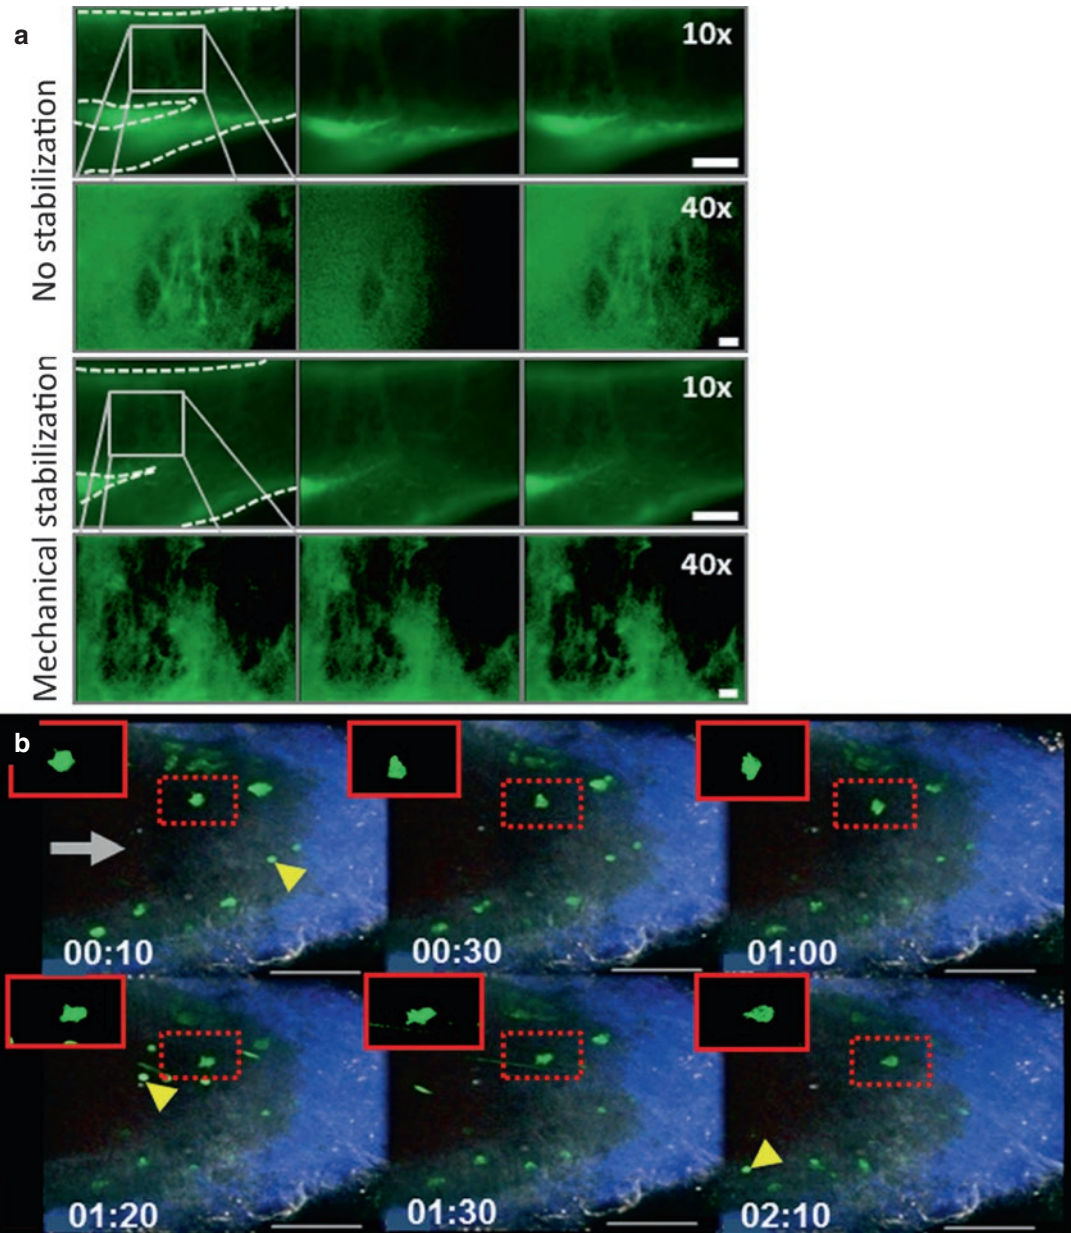 a
No stabilization
10x
40x
Mechanical stabilization
10x
40x
b
00:10
00:30
01:00
01:20
01:30
02:10